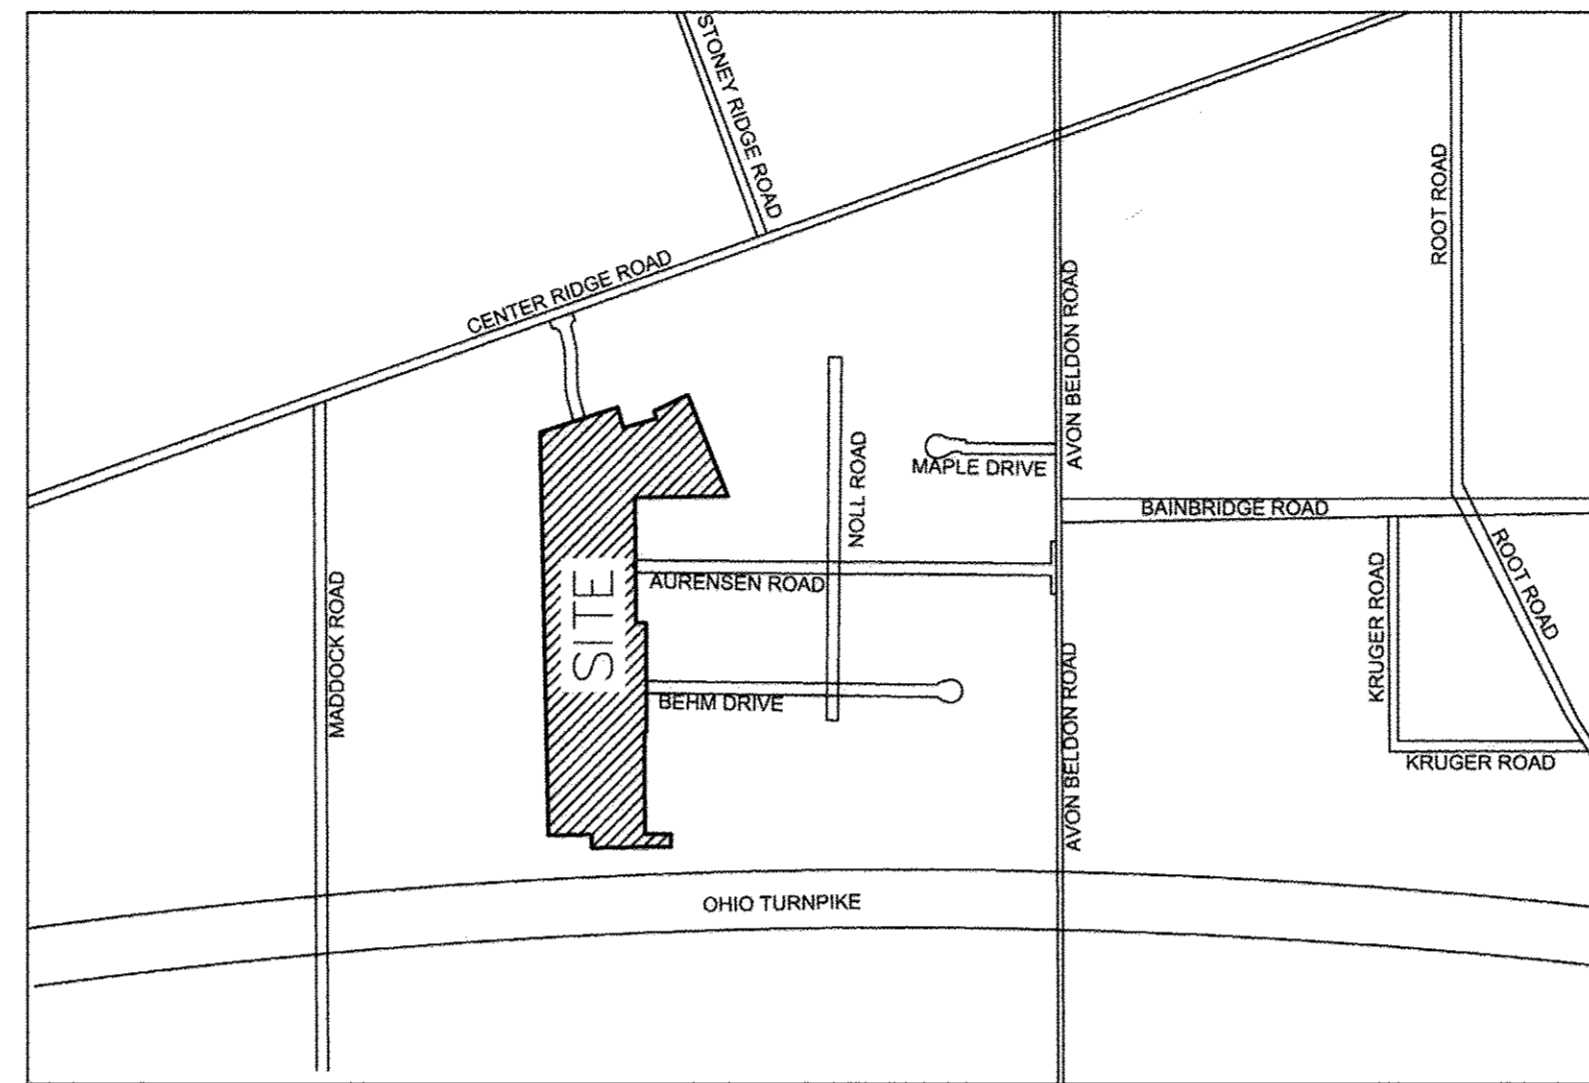 STONEY RIDGE ROAD
ROOT ROAD
CENTER RIDGE ROAD
AVON BELDON ROAD
NOLL ROAD
MAPLE DRIVE
BAINBRIDGE ROAD
ROOT ROAD
MADDOCK ROAD
SITE
AURENSEN ROAD
KRUGER ROAD
BEHM DRIVE
AVON BELDON ROAD
KRUGER ROAD
OHIO TURNPIKE